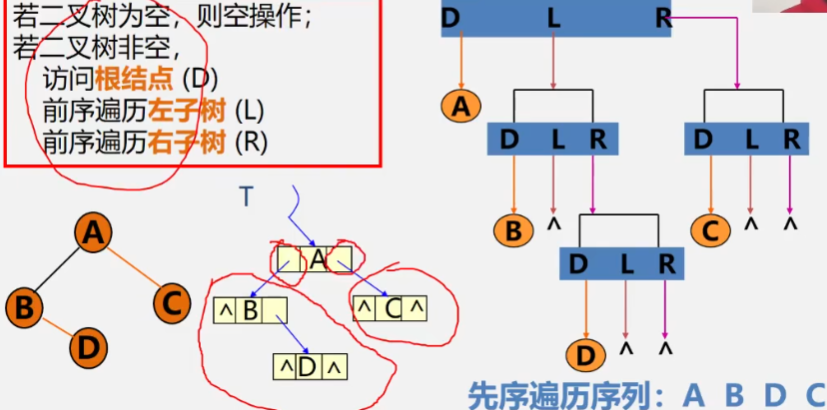 若二叉树为空，则空操作；
若二叉树非空，
访问根结点 (D)
前序遍历左子树 (L)
前序遍历右子树 (R)
D L R
A
D L R
D L R
B ^ ^
C ^
D L R
D ^ ^
T
A
B C
D
A
^ B
^ C ^
^ D ^
先序遍历序列：A B D C